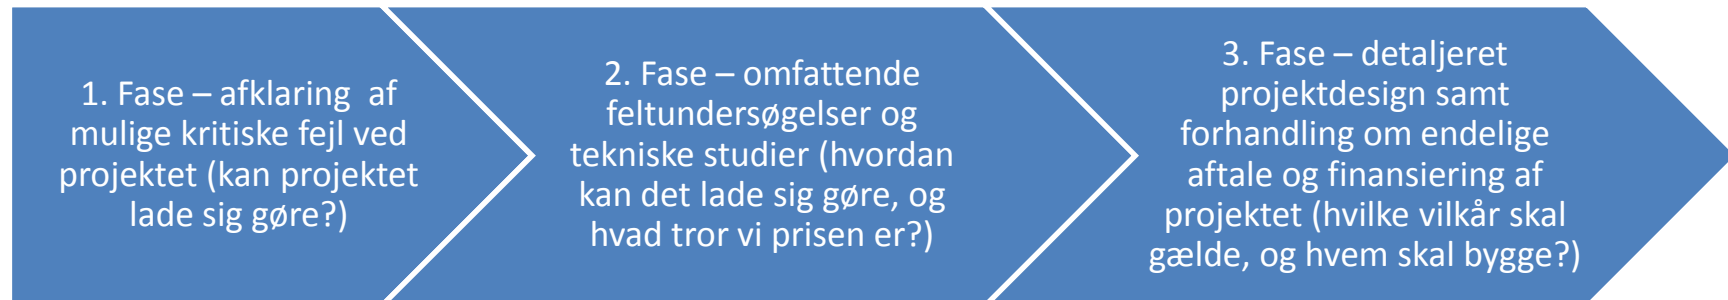 1. Fase – afklaring  af
mulige kritiske fejl ved
projektet (kan projektet
lade sig gøre?)
2. Fase – omfattende
feltundersøgelser og
tekniske studier (hvordan
kan det lade sig gøre, og
hvad tror vi prisen er?)
3. Fase – detaljeret
projektdesign samt
forhandling om endelige
aftale og finansiering af
projektet (hvilke vilkår skal
gælde, og hvem skal bygge?)